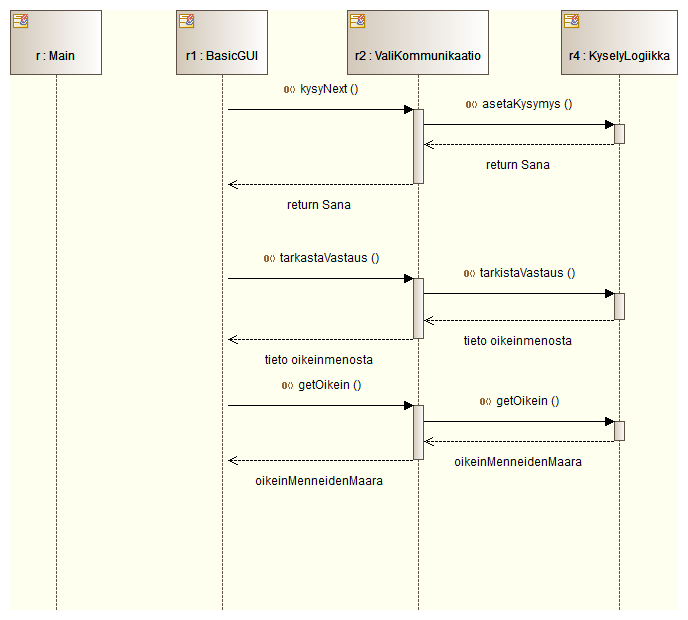 r : Main
r1 : BasicGUI
r2 : ValiKommunikaatio
r4 : KyselyLogiikka
kysyNext ()
asetaKysymys ()
return Sana
return Sana
tarkastaVastaus ()
tarkistaVastaus ()
tieto oikeinmenosta
tieto oikeinmenosta
getOikein ()
getOikein ()
oikeinMenneidenMaara
oikeinMenneidenMaara